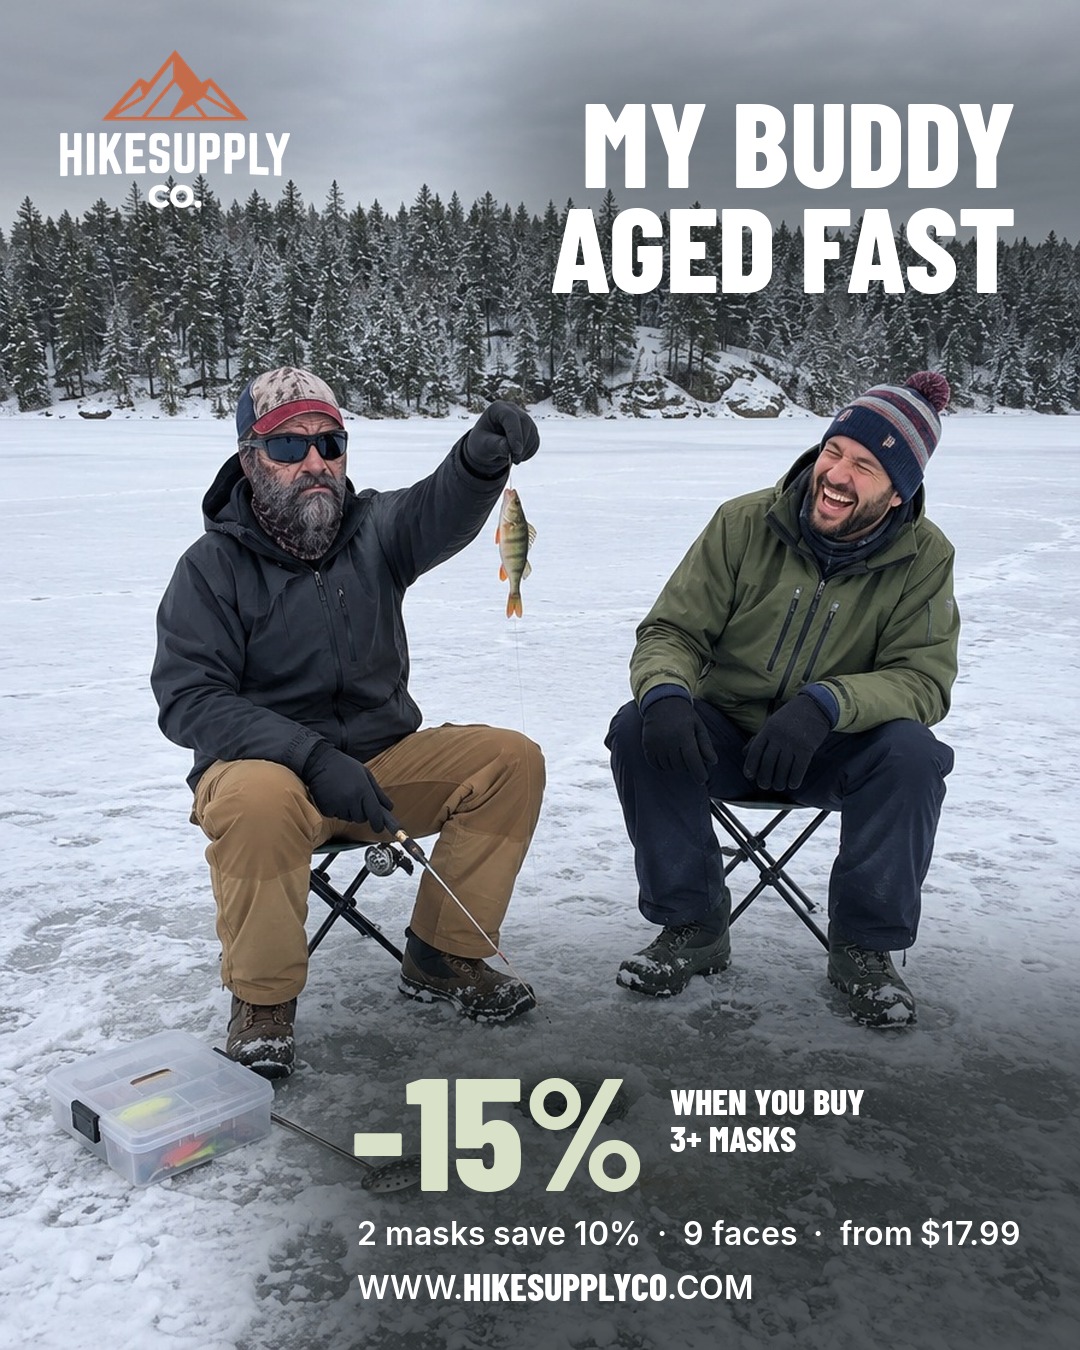 HIKESUPPLY
CO.
MY BUDDY
AGED FAST
-15%
WHEN YOU BUY
3+ MASKS
2 masks save 10% · 9 faces · from $17.99
WWW.HIKESUPPLYCO.COM